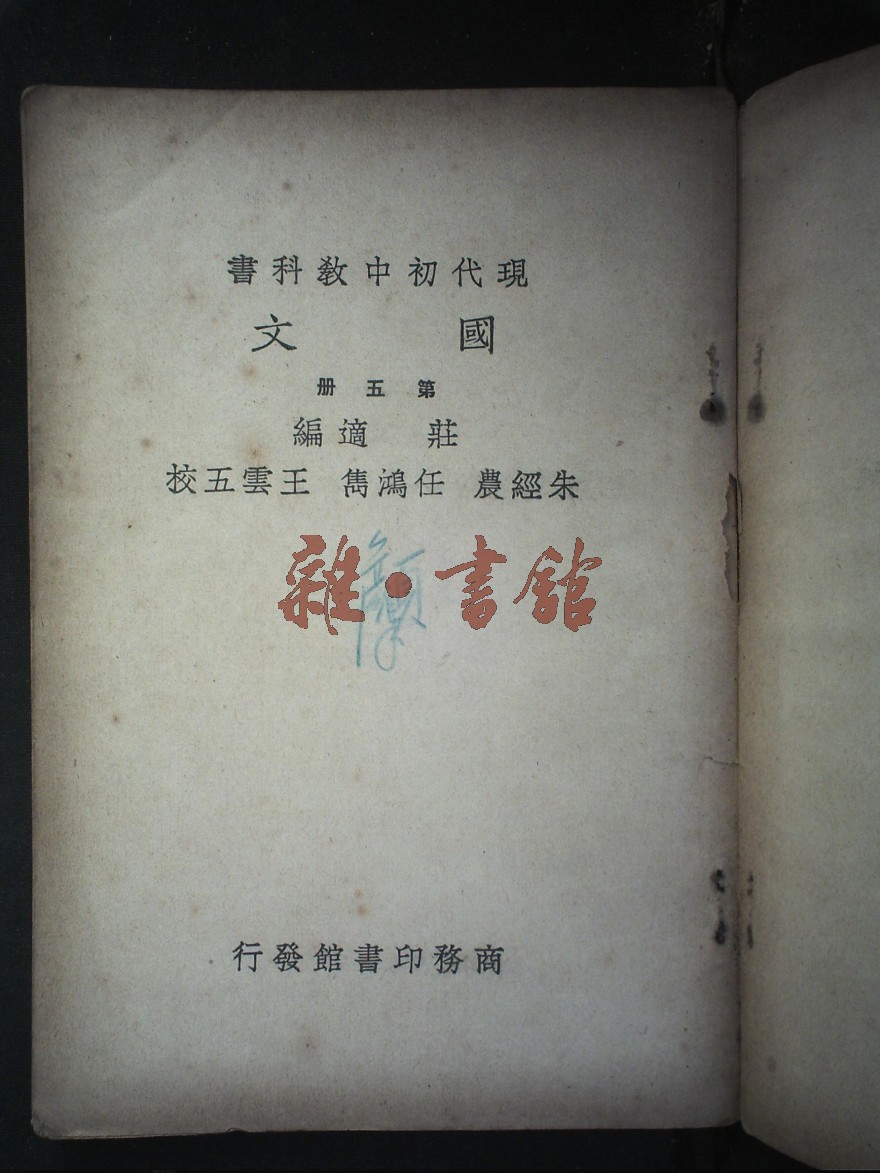 現代初中教科書
國文
第五册
莊適編
朱經農 任鴻雋 王雲五校
雜·書館
商務印書館發行